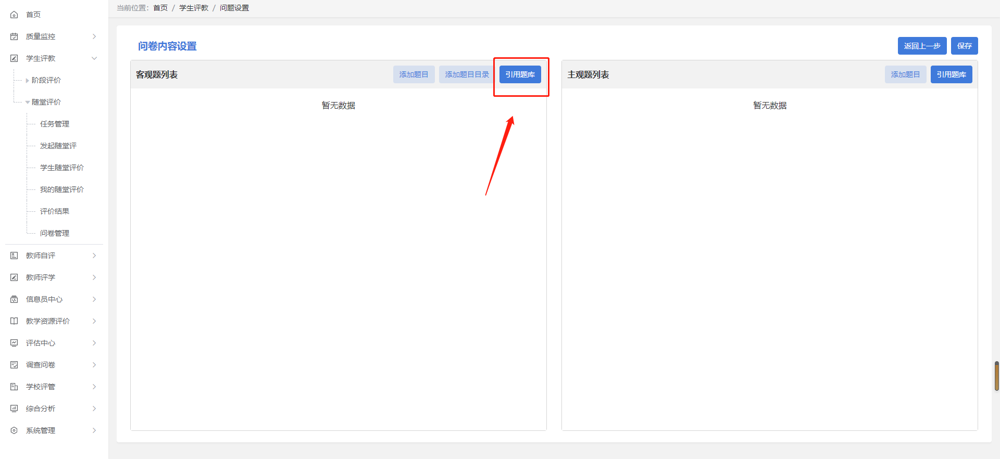 首页
质量监控
学生评教
阶段评价
随堂评价
任务管理
发起随堂评
学生随堂评价
我的随堂评价
评价结果
问卷管理
教师自评
教师评学
信息员中心
教学资源评价
评估中心
调查问卷
学校评管
综合分析
系统管理
当前位置：首页 / 学生评教 / 问题设置
问卷内容设置
返回上一步 保存
客观题列表 添加题目 添加题目目录 引用题库
暂无数据
主观题列表 添加题目 引用题库
暂无数据